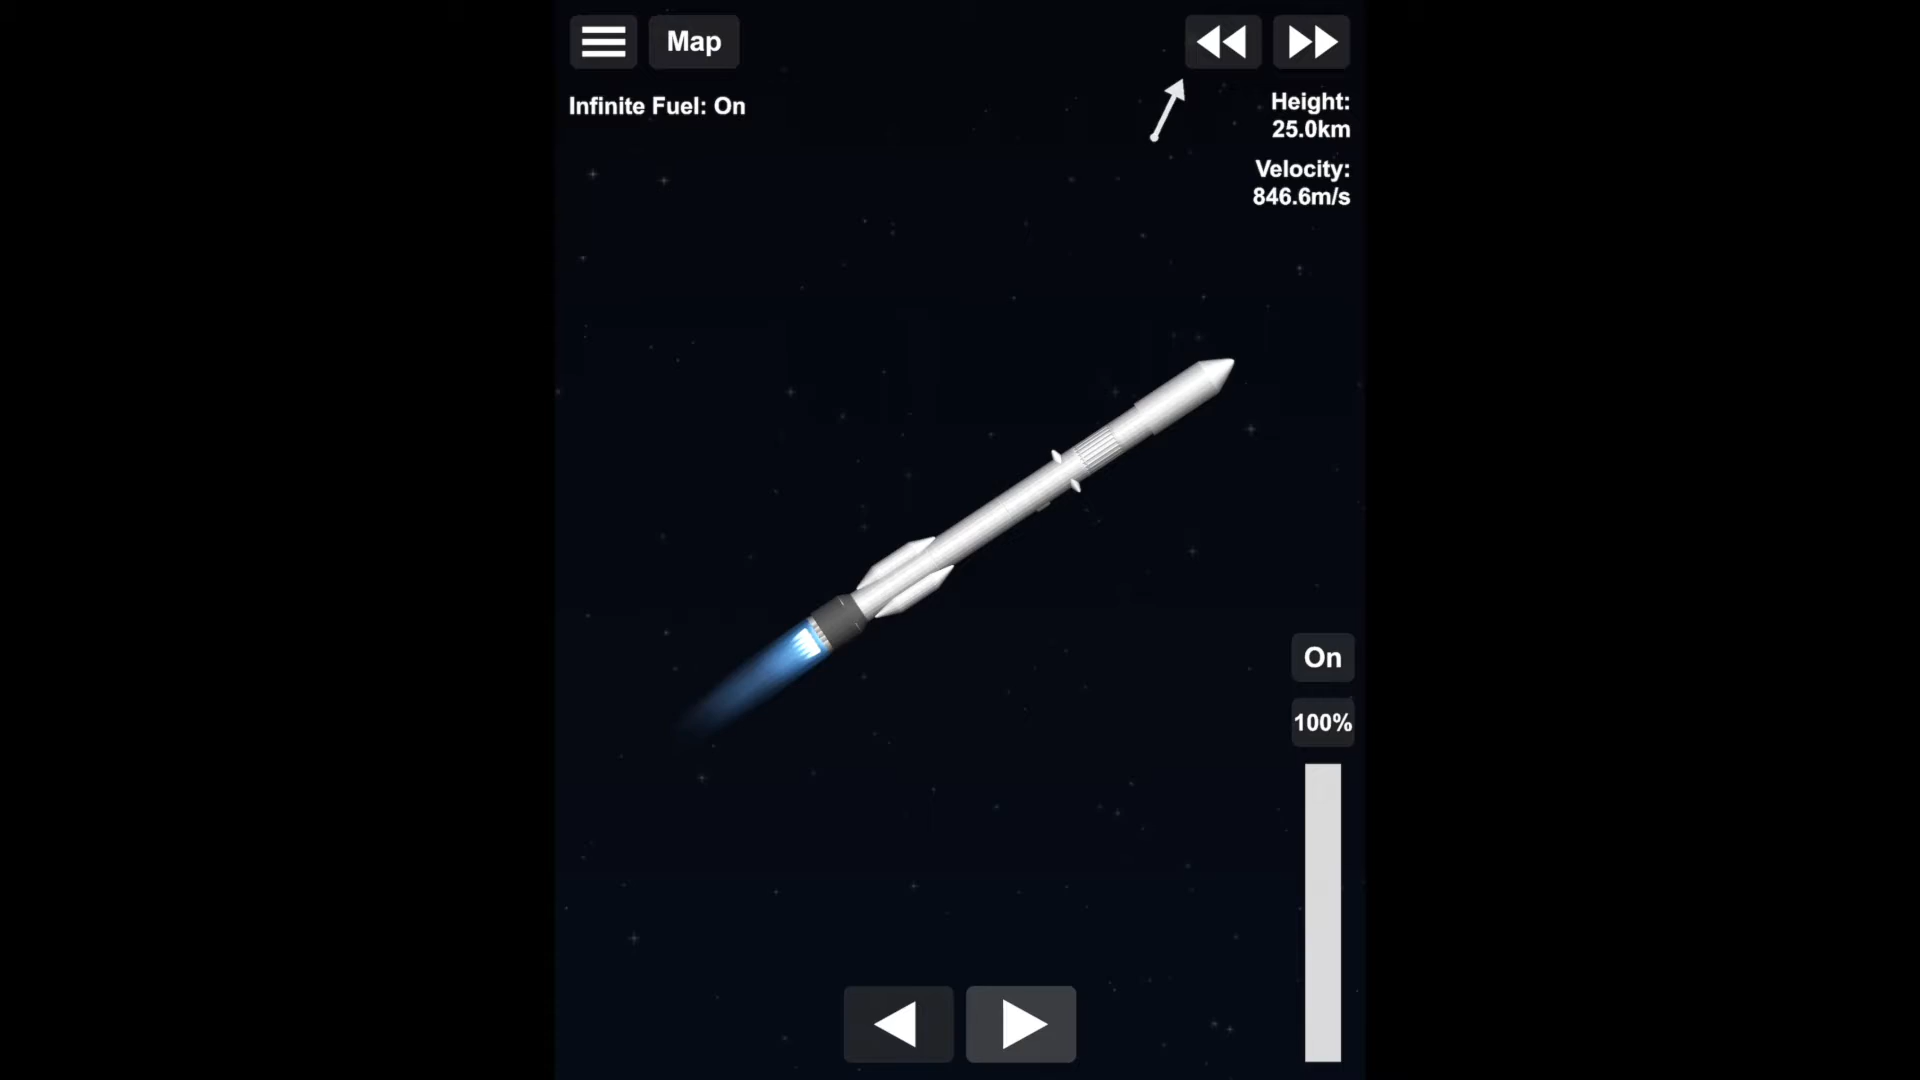 Map
Infinite Fuel: On
Height:
25.0km
Velocity:
846.6m/s
On
100%